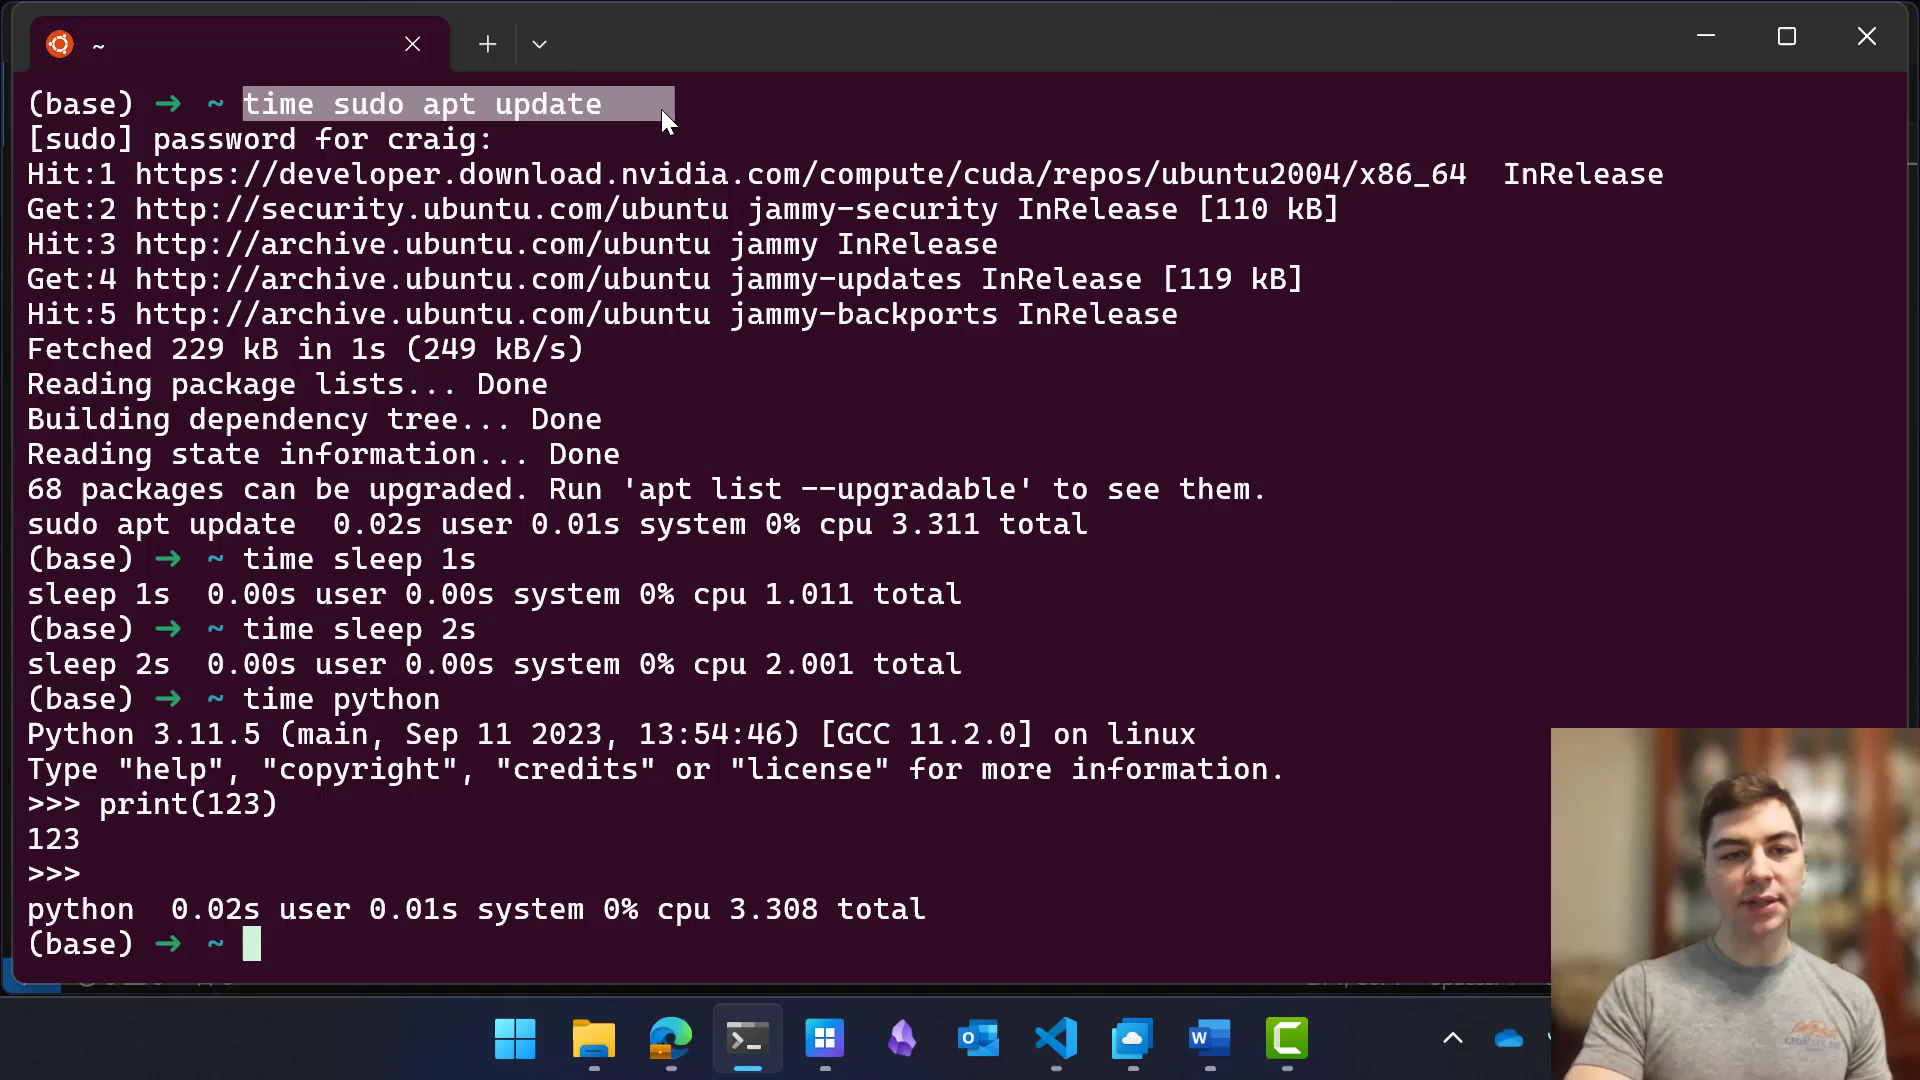 ~
(base) → ~ time sudo apt update
[sudo] password for craig:
Hit:1 https://developer.download.nvidia.com/compute/cuda/repos/ubuntu2004/x86_64  InRelease
Get:2 http://security.ubuntu.com/ubuntu jammy-security InRelease [110 kB]
Hit:3 http://archive.ubuntu.com/ubuntu jammy InRelease
Get:4 http://archive.ubuntu.com/ubuntu jammy-updates InRelease [119 kB]
Hit:5 http://archive.ubuntu.com/ubuntu jammy-backports InRelease
Fetched 229 kB in 1s (249 kB/s)
Reading package lists... Done
Building dependency tree... Done
Reading state information... Done
68 packages can be upgraded. Run 'apt list --upgradable' to see them.
sudo apt update  0.02s user 0.01s system 0% cpu 3.311 total
(base) → ~ time sleep 1s
sleep 1s  0.00s user 0.00s system 0% cpu 1.011 total
(base) → ~ time sleep 2s
sleep 2s  0.00s user 0.00s system 0% cpu 2.001 total
(base) → ~ time python
Python 3.11.5 (main, Sep 11 2023, 13:54:46) [GCC 11.2.0] on linux
Type "help", "copyright", "credits" or "license" for more information.
>>> print(123)
123
>>>
python  0.02s user 0.01s system 0% cpu 3.308 total
(base) → ~